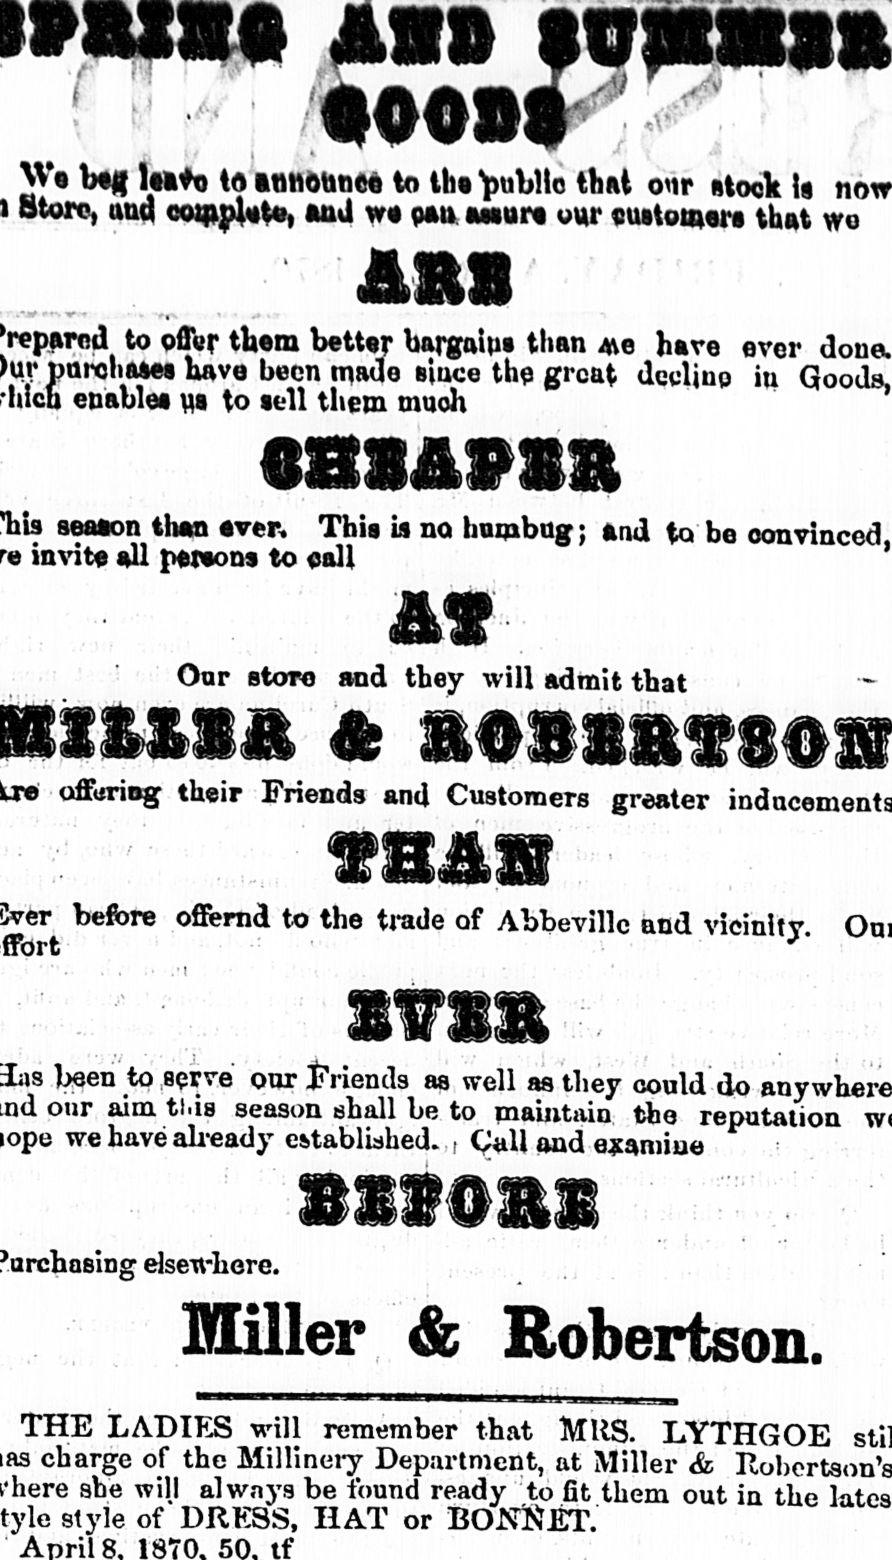 SPRING AND SUMMER
GOODS
We beg leave to announce to the public that our stock is now
n Store, and complete, and we can assure our customers that we
ARE
Prepared to offer them better bargains than we have ever done.
Our purchases have been made since the great decline in Goods,
which enables us to sell them much
CHEAPER
This season than ever. This is no humbug; and to be convinced,
we invite all persons to call
AT
Our store and they will admit that
MILLER & ROBERTSON
Are offering their Friends and Customers greater inducements
THAN
Ever before offernd to the trade of Abbeville and vicinity. Our
effort
EVER
Has been to serve our Friends as well as they could do anywhere
and our aim this season shall be to maintain the reputation we
hope we have already established. Call and examine
BEFORE
Purchasing elsewhere.
Miller & Robertson.
THE LADIES will remember that MRS. LYTHGOE stil
has charge of the Millinery Department, at Miller & Robertson's
where she will always be found ready to fit them out in the lates
style style of DRESS, HAT or BONNET.
April 8, 1870, 50, tf